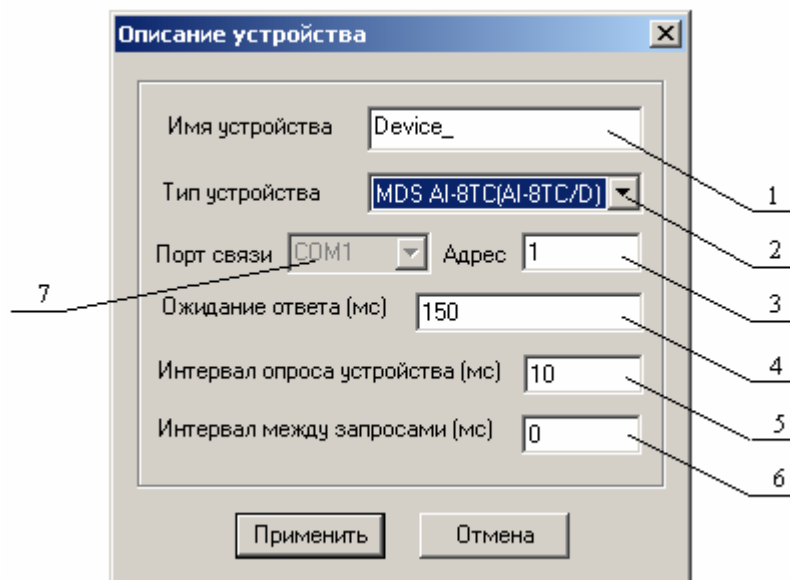 Описание устройства
Имя устройства Device_
1
Тип устройства MDS AI-8TC(AI-8TC/D)
2
Порт связи COM1 Адрес 1
7
3
Ожидание ответа (мс) 150
4
Интервал опроса устройства (мс) 10
5
Интервал между запросами (мс) 0
6
Применить Отмена